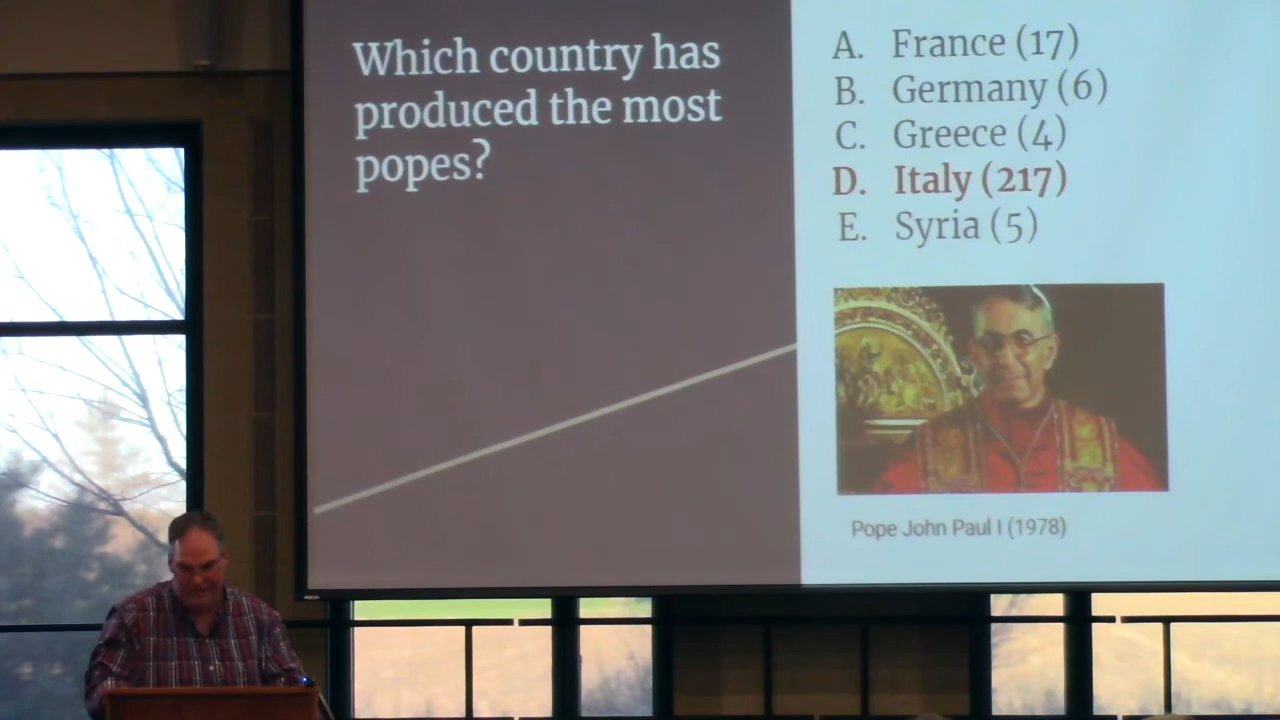 Which country has
produced the most
popes?
A. France (17)
B. Germany (6)
C. Greece (4)
D. Italy (217)
E. Syria (5)
Pope John Paul I (1978)